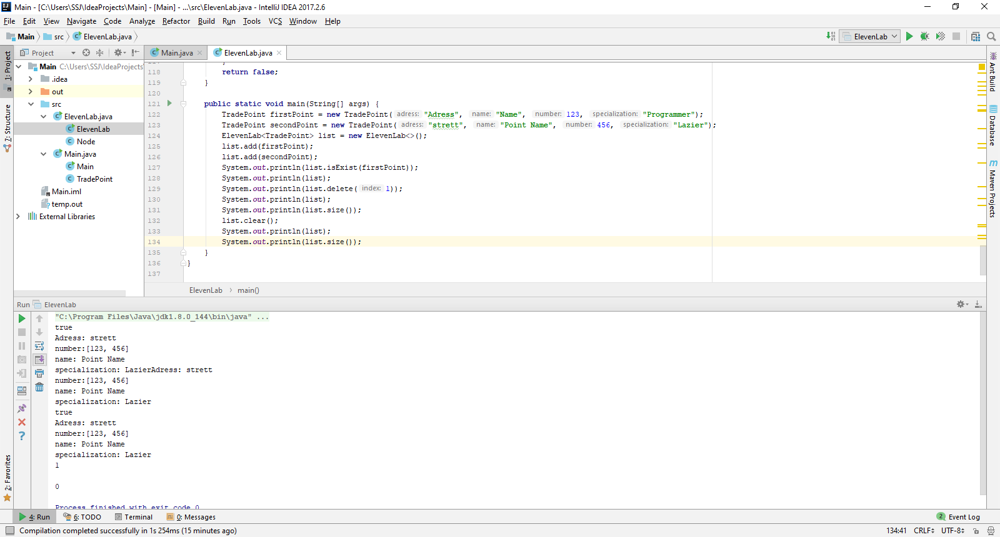 Main - [C:\Users\SSJ\IdeaProjects\Main] - [Main] - ...\src\ElevenLab.java - IntelliJ IDEA 2017.2.6
File Edit View Navigate Code Analyze Refactor Build Run Tools VCS Window Help
Main src ElevenLab.java
ElevenLab
Project
Main.java
ElevenLab.java
1: Project
7: Structure
2: Favorites
Main C:\Users\SSJ\IdeaProjects
.idea
out
src
ElevenLab.java
ElevenLab
Node
Main.java
Main
TradePoint
Main.iml
temp.out
External Libraries
118 return false;
119 }
120
121 public static void main(String[] args) {
122 TradePoint firstPoint = new TradePoint( adress: "Adress", name: "Name", number: 123, specialization: "Programmer");
123 TradePoint secondPoint = new TradePoint( adress: "strett", name: "Point Name", number: 456, specialization: "Lazier");
124 ElevenLab<TradePoint> list = new ElevenLab<>();
125 list.add(firstPoint);
126 list.add(secondPoint);
127 System.out.println(list.isExist(firstPoint));
128 System.out.println(list);
129 System.out.println(list.delete( index: 1));
130 System.out.println(list);
131 System.out.println(list.size());
132 list.clear();
133 System.out.println(list);
134 System.out.println(list.size());
135 }
136 }
137
ElevenLab main()
Ant Build
Database
Maven Projects
Run ElevenLab
"C:\Program Files\Java\jdk1.8.0_144\bin\java" ...
true
Adress: strett
number:[123, 456]
name: Point Name
specialization: LazierAdress: strett
number:[123, 456]
name: Point Name
specialization: Lazier
true
Adress: strett
number:[123, 456]
name: Point Name
specialization: Lazier
1
0
Process finished with exit code 0
4: Run 6: TODO Terminal 0: Messages 2 Event Log
Compilation completed successfully in 1s 254ms (15 minutes ago) 134:41 CRLF UTF-8